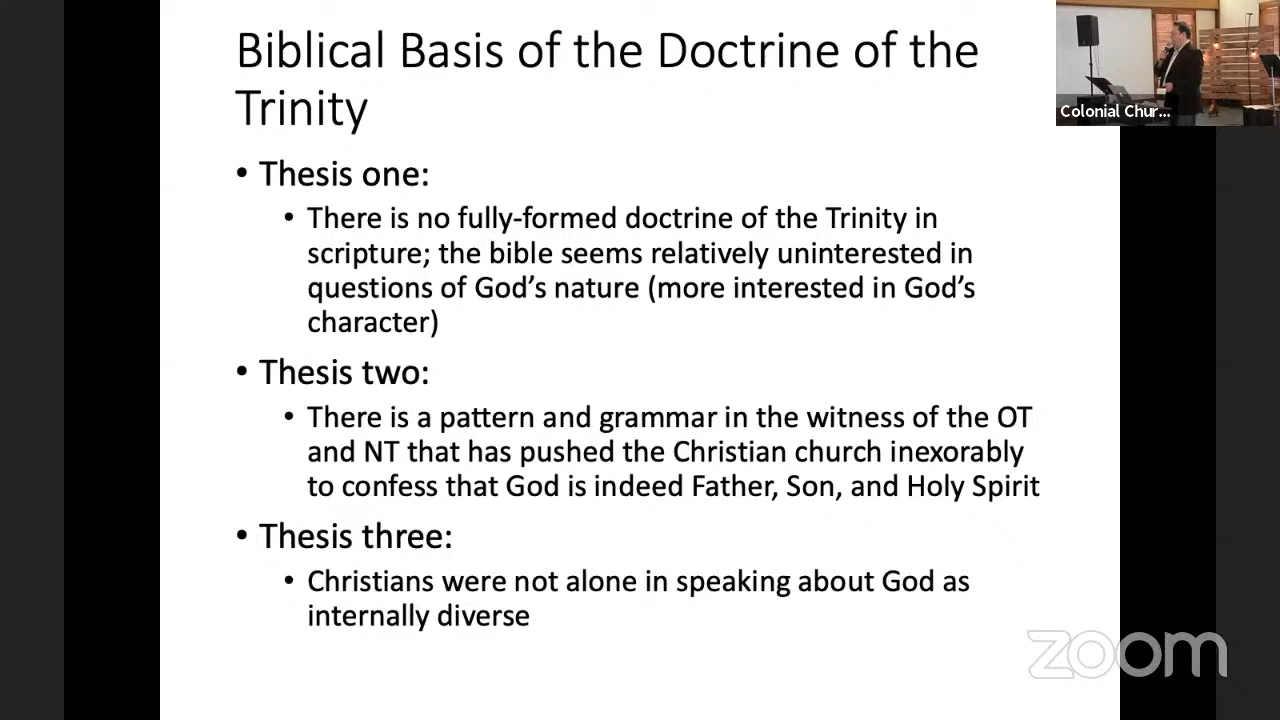 Biblical Basis of the Doctrine of the
Trinity
• Thesis one:
• There is no fully-formed doctrine of the Trinity in
scripture; the bible seems relatively uninterested in
questions of God’s nature (more interested in God’s
character)
• Thesis two:
• There is a pattern and grammar in the witness of the OT
and NT that has pushed the Christian church inexorably
to confess that God is indeed Father, Son, and Holy Spirit
• Thesis three:
• Christians were not alone in speaking about God as
internally diverse
Colonial Chur...
zoom